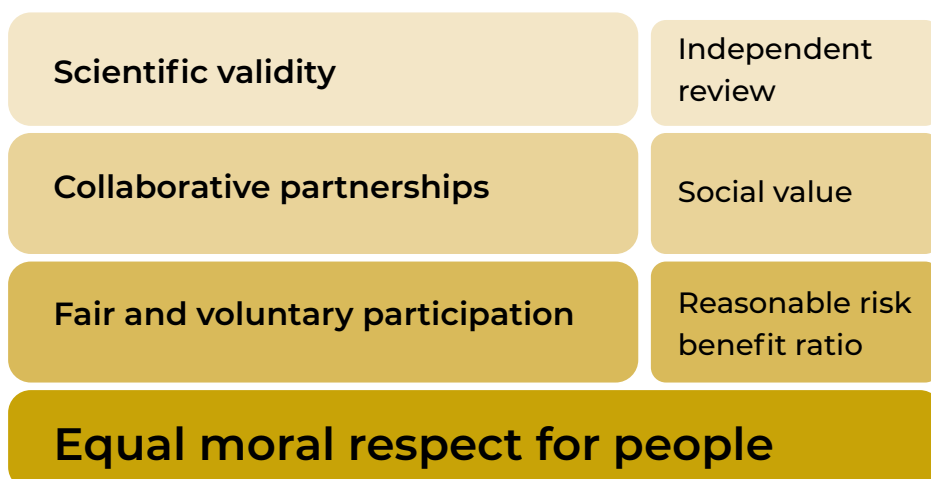 Scientific validity
Independent
review
Collaborative partnerships
Social value
Fair and voluntary participation
Reasonable risk
benefit ratio
Equal moral respect for people